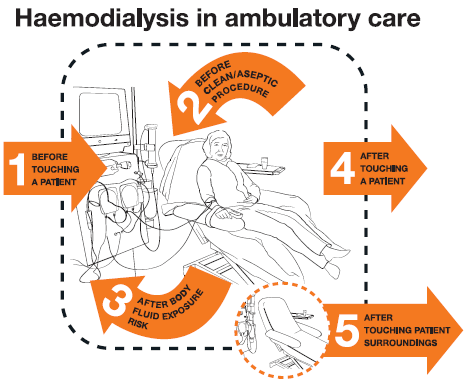 Haemodialysis in ambulatory care
1
BEFORE
TOUCHING
A PATIENT
2
BEFORE
CLEAN/ASEPTIC
PROCEDURE
3
AFTER BODY
FLUID EXPOSURE
RISK
4
AFTER
TOUCHING
A PATIENT
5
AFTER
TOUCHING PATIENT
SURROUNDINGS